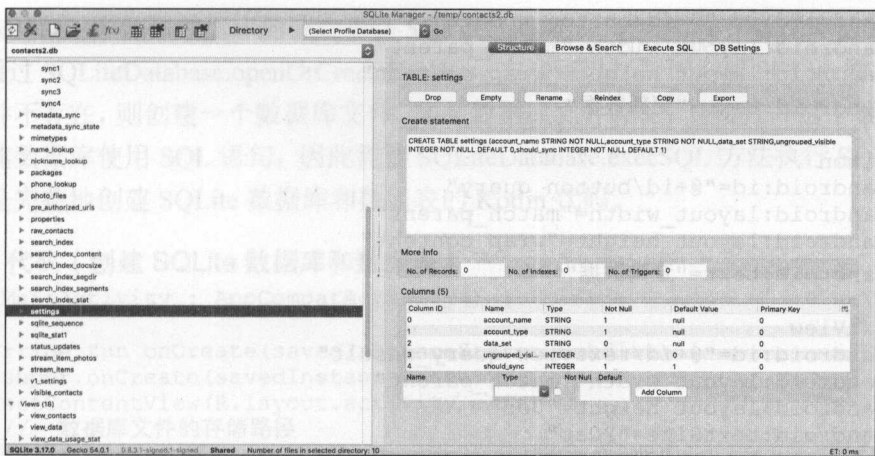 SQLite Manager - /temp/contacts2.db
f(x)
Directory
(Select Profile Database)
Go
contacts2.db
sync1
sync2
sync3
sync4
metadata_sync
metadata_sync_state
mimetypes
name_lookup
nickname_lookup
packages
phone_lookup
photo_files
pre_authorized_uris
properties
raw_contacts
search_index
search_index_content
search_index_docsize
search_index_segdir
search_index_segments
search_index_stat
settings
sqlite_sequence
sqlite_stat1
status_updates
stream_item_photos
stream_items
v1_settings
visible_contacts
Views (18)
view_contacts
view_data
view_data_usage_stat
Structure Browse & Search Execute SQL DB Settings
TABLE: settings
Drop Empty Rename Reindex Copy Export
Create statement
CREATE TABLE settings (account_name STRING NOT NULL,account_type STRING NOT NULL,data_set STRING,ungrouped_visible
INTEGER NOT NULL DEFAULT 0,should_sync INTEGER NOT NULL DEFAULT 1)
More Info
No. of Records: 0 No. of Indexes: 0 No. of Triggers: 0
Columns (5)
Column ID Name Type Not Null Default Value Primary Key
0 account_name STRING 1 null 0
account_type STRING null 0
2 data_set STRING 0 null 0
ungrouped_visi... INTEGER 0
4 should_sync INTEGER 1 1 0
Name Type Not Null Default
Add Column
SQLite 3.17.0 Gecko 54.0.1 0.8.3.1-signed.1-signed Shared Number of files in selected directory: 10 ET: 0 ms